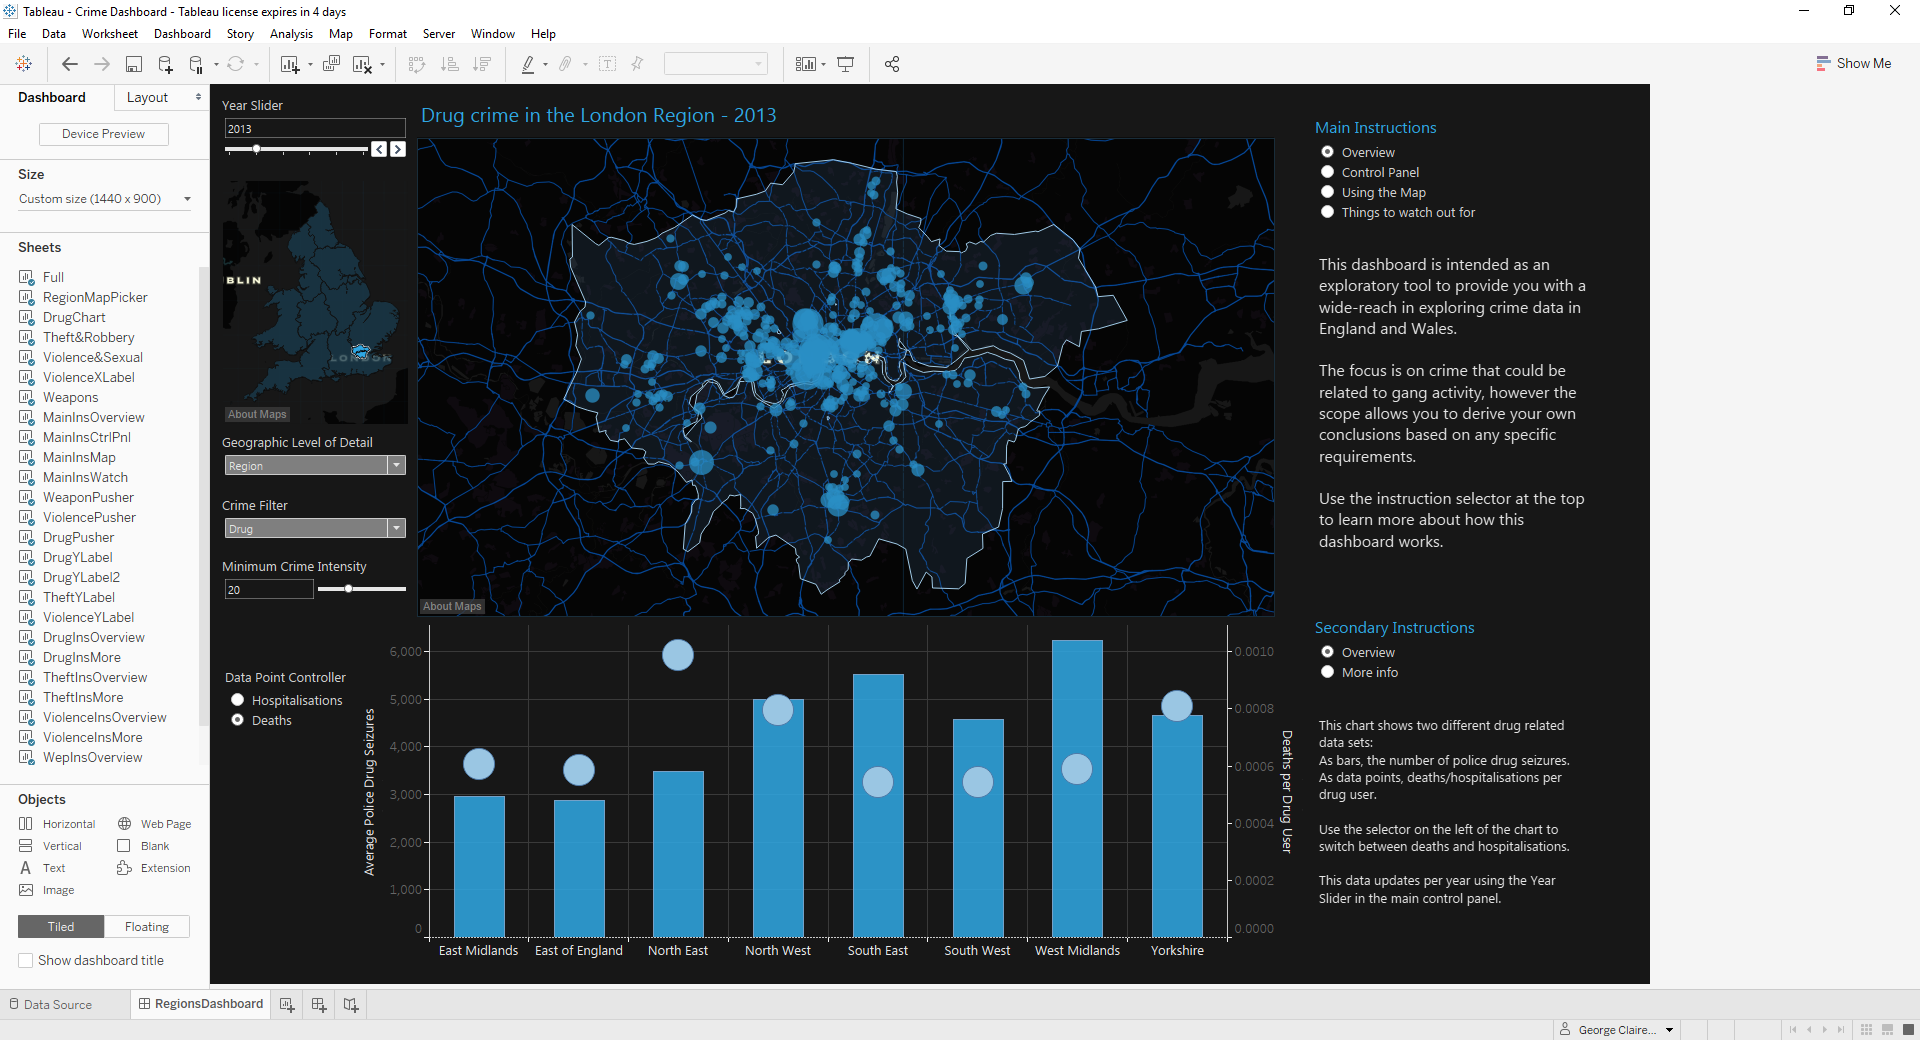 Tableau - Crime Dashboard - Tableau license expires in 4 days
File Data Worksheet Dashboard Story Analysis Map Format Server Window Help
Show Me
Dashboard Layout
Device Preview
Size
Custom size (1440 x 900)
Sheets
Full
RegionMapPicker
DrugChart
Theft&Robbery
Violence&Sexual
ViolenceXLabel
Weapons
MainInsOverview
MainInsCtrlPnl
MainInsMap
MainInsWatch
WeaponPusher
ViolencePusher
DrugPusher
DrugYLabel
DrugYLabel2
TheftYLabel
ViolenceYLabel
DrugInsOverview
DrugInsMore
TheftInsOverview
TheftInsMore
ViolenceInsOverview
ViolenceInsMore
WepInsOverview
Objects
Horizontal Web Page
Vertical Blank
Text Extension
Image
Tiled Floating
Show dashboard title
Year Slider
2013
BLIN
LONDON
About Maps
Geographic Level of Detail
Region
Crime Filter
Drug
Minimum Crime Intensity
20
Data Point Controller
Hospitalisations
Deaths
Drug crime in the London Region - 2013
About Maps
Average Police Drug Seizures
6,000
5,000
4,000
3,000
2,000
1,000
0
0.0010
0.0008
0.0006
0.0004
0.0002
0.0000
Deaths per Drug User
East Midlands East of England North East North West South East South West West Midlands Yorkshire
Main Instructions
Overview
Control Panel
Using the Map
Things to watch out for
This dashboard is intended as an
exploratory tool to provide you with a
wide-reach in exploring crime data in
England and Wales.
The focus is on crime that could be
related to gang activity, however the
scope allows you to derive your own
conclusions based on any specific
requirements.
Use the instruction selector at the top
to learn more about how this
dashboard works.
Secondary Instructions
Overview
More info
This chart shows two different drug related
data sets:
As bars, the number of police drug seizures.
As data points, deaths/hospitalisations per
drug user.
Use the selector on the left of the chart to
switch between deaths and hospitalisations.
This data updates per year using the Year
Slider in the main control panel.
Data Source RegionsDashboard
George Claire...